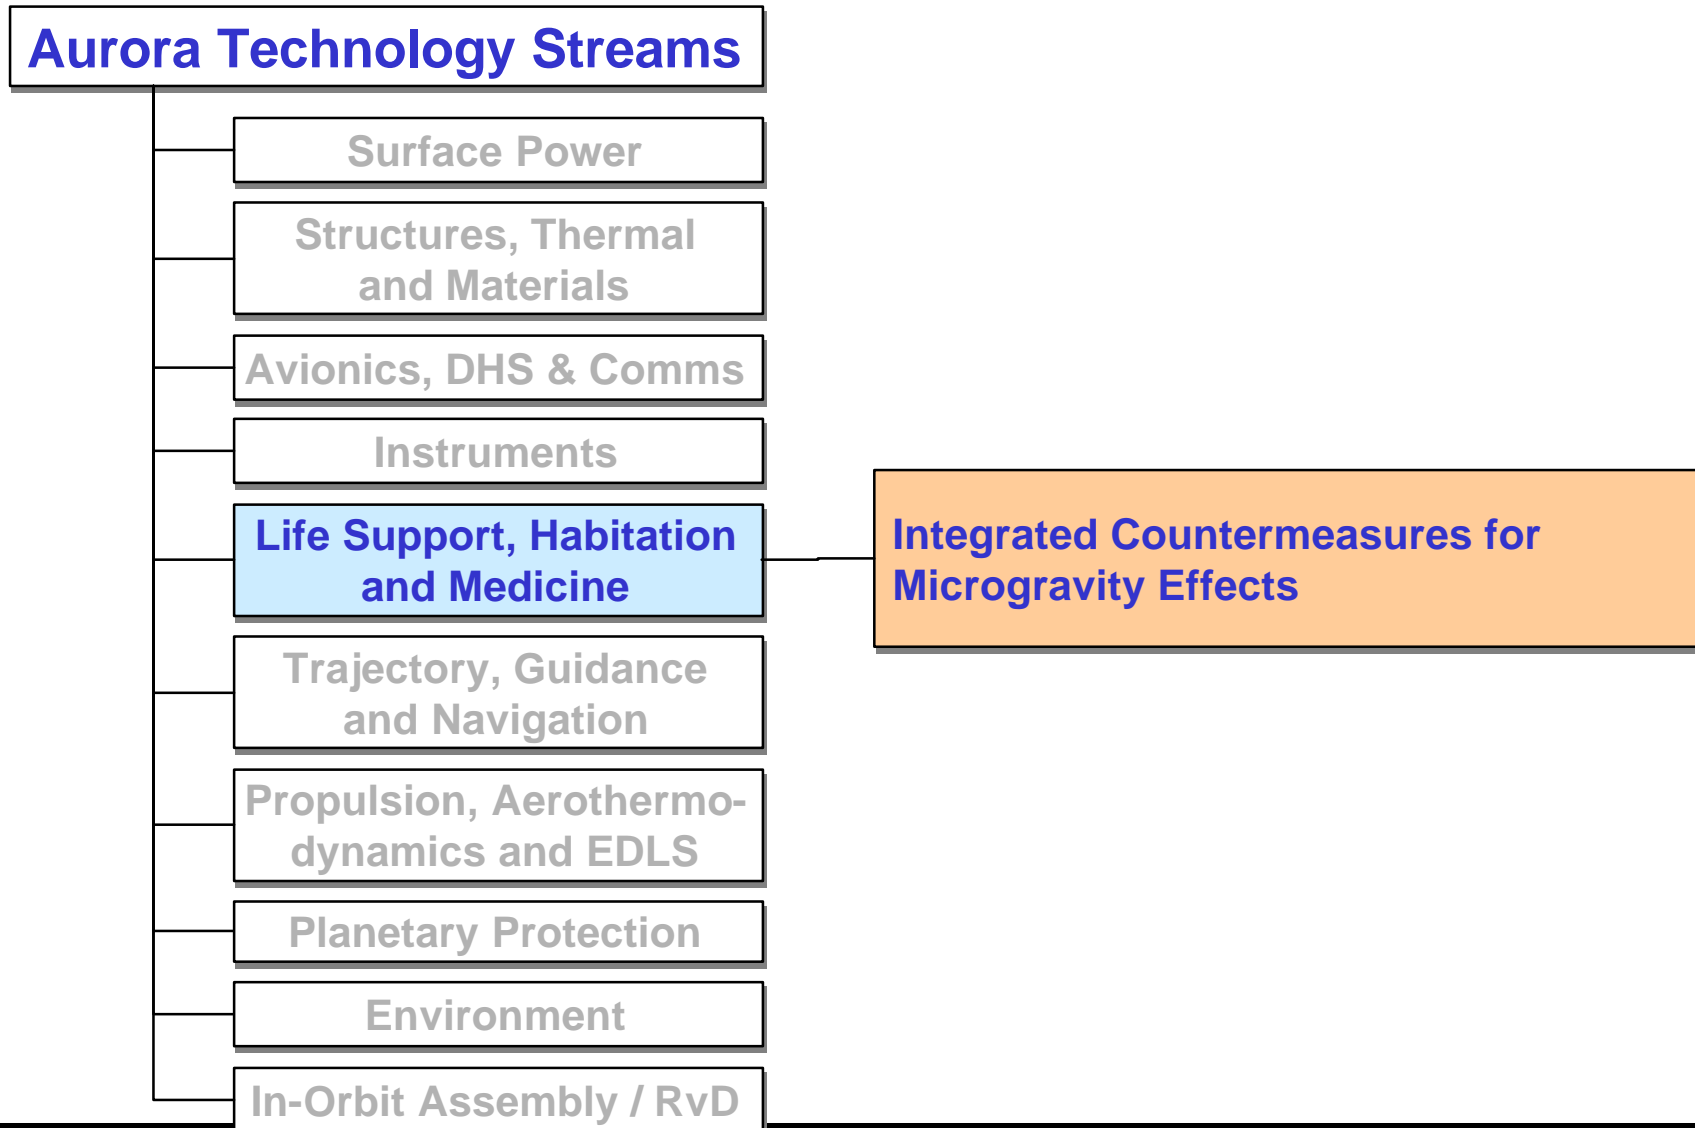 Aurora Technology Streams
Surface Power
Structures, Thermal
and Materials
Avionics, DHS & Comms
Instruments
Life Support, Habitation
and Medicine
Integrated Countermeasures for
Microgravity Effects
Trajectory, Guidance
and Navigation
Propulsion, Aerothermo-
dynamics and EDLS
Planetary Protection
Environment
In-Orbit Assembly / RvD